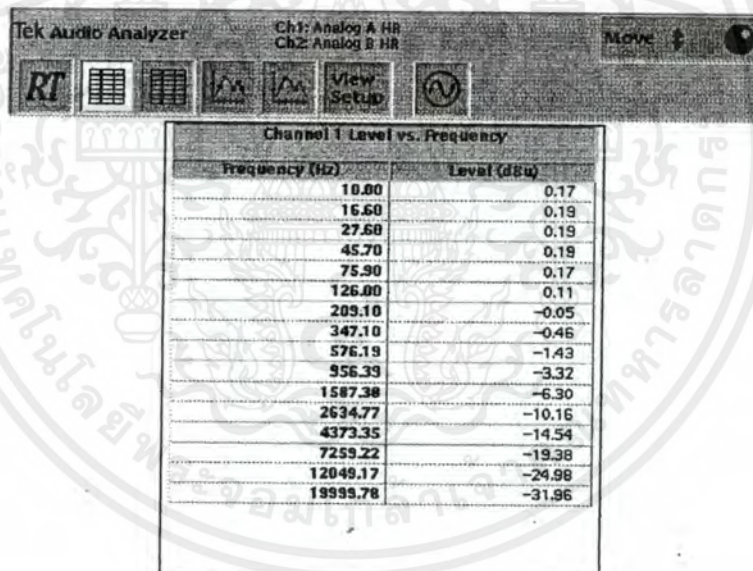 Tek Audio Analyzer
Ch1: Analog A HR
Ch2: Analog B HR
Move
RT
View
Setup
Channel 1 Level vs. Frequency
Frequency (Hz) Level (dBu)
10.00 0.17
16.60 0.19
27.60 0.19
45.70 0.19
75.90 0.17
126.00 0.11
209.10 -0.05
347.10 -0.46
576.19 -1.43
956.39 -3.32
1587.38 -6.30
2634.77 -10.16
4373.35 -14.54
7259.22 -19.38
12049.17 -24.98
19999.78 -31.96